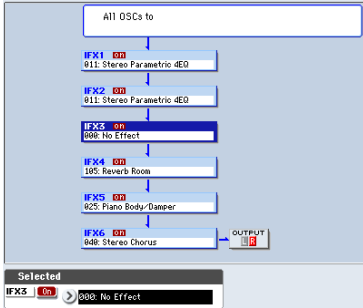 All OSCs to
IFX1 On
011: Stereo Parametric 4EQ
IFX2 On
011: Stereo Parametric 4EQ
IFX3 On
000: No Effect
IFX4 On
105: Reverb Room
IFX5 On
025: Piano Body/Damper
IFX6 On
040: Stereo Chorus
OUTPUT
L R
Selected
IFX3 On 000: No Effect